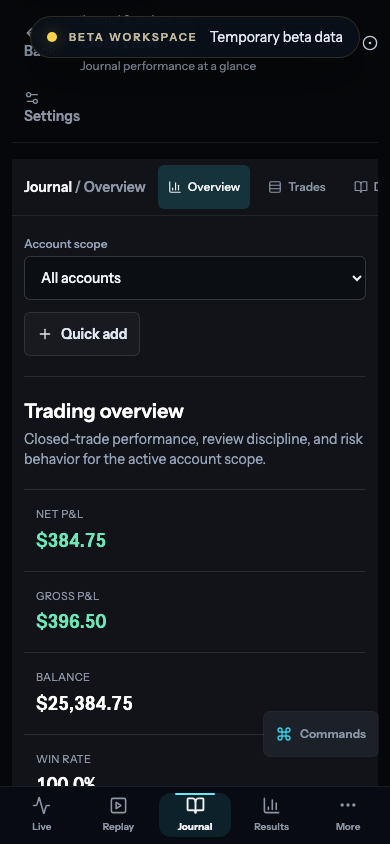 BETA WORKSPACE Temporary beta data
Ba
Journal performance at a glance
Settings
Journal / Overview Overview Trades D
Account scope
All accounts
+ Quick add
Trading overview
Closed-trade performance, review discipline, and risk
behavior for the active account scope.
NET P&L
$384.75
GROSS P&L
$396.50
BALANCE
$25,384.75
Commands
WIN RATE
100.0%
Live Replay Journal Results More